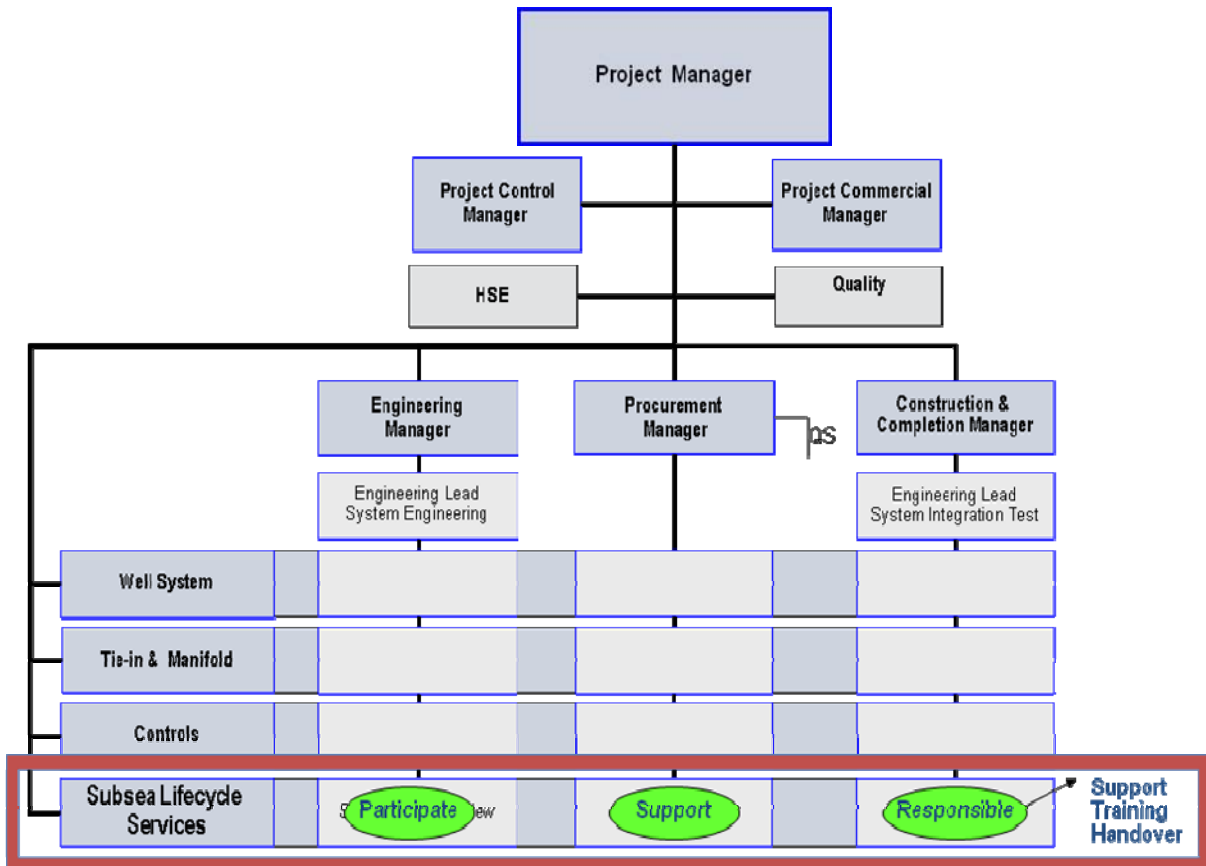 Project Manager
Project Control
Manager
Project Commercial
Manager
HSE
Quality
Engineering
Manager
Procurement
Manager
Construction &
Completion Manager
Engineering Lead
System Engineering
Engineering Lead
System Integration Test
Well System
Tie-in & Manifold
Controls
Subsea Lifecycle
Services
Participate
Support
Responsible
Support
Training
Handover